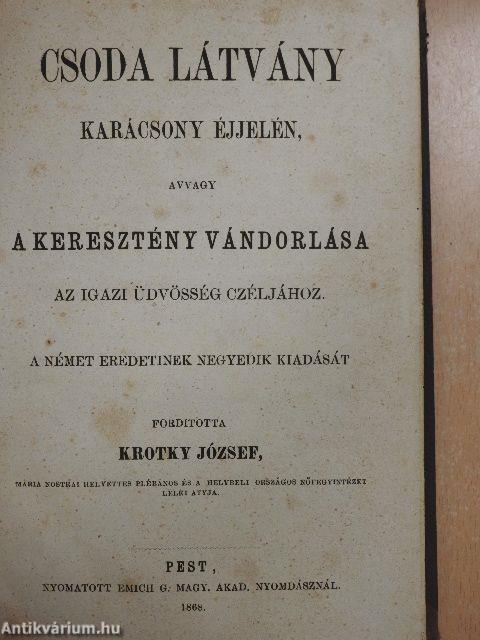 CSODA LÁTVÁNY
KARÁCSONY ÉJJELÉN,
AVVAGY
A KERESZTÉNY VÁNDORLÁSA
AZ IGAZI ÜDVÖSSÉG CZÉLJÁHOZ.
A NÉMET EREDETINEK NEGYEDIK KIADÁSÁT
FORDÍTOTTA
KROTKY JÓZSEF,
MÁRIA NOSTRAI HELYETTES PLÉBÁNOS ÉS A HELYBELI ORSZÁGOS NŐFEGYINTÉZET
LELKI ATYJA.
PEST,
NYOMATOTT EMICH G. MAGY. AKAD. NYOMDÁSZNÁL.
1868.
Antikvárium.hu